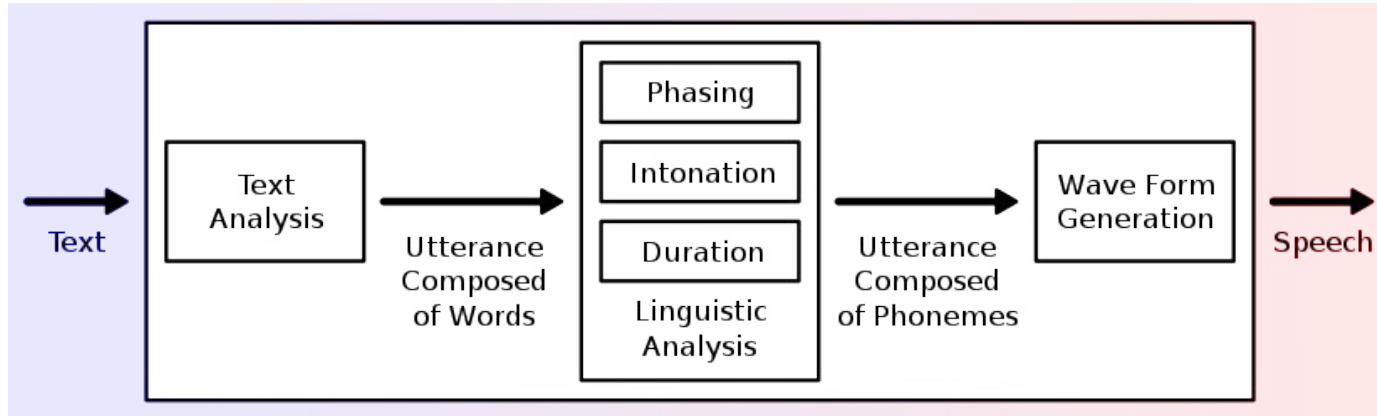 Text
Text
Analysis
Utterance
Composed
of Words
Phasing
Intonation
Duration
Linguistic
Analysis
Utterance
Composed
of Phonemes
Wave Form
Generation
Speech